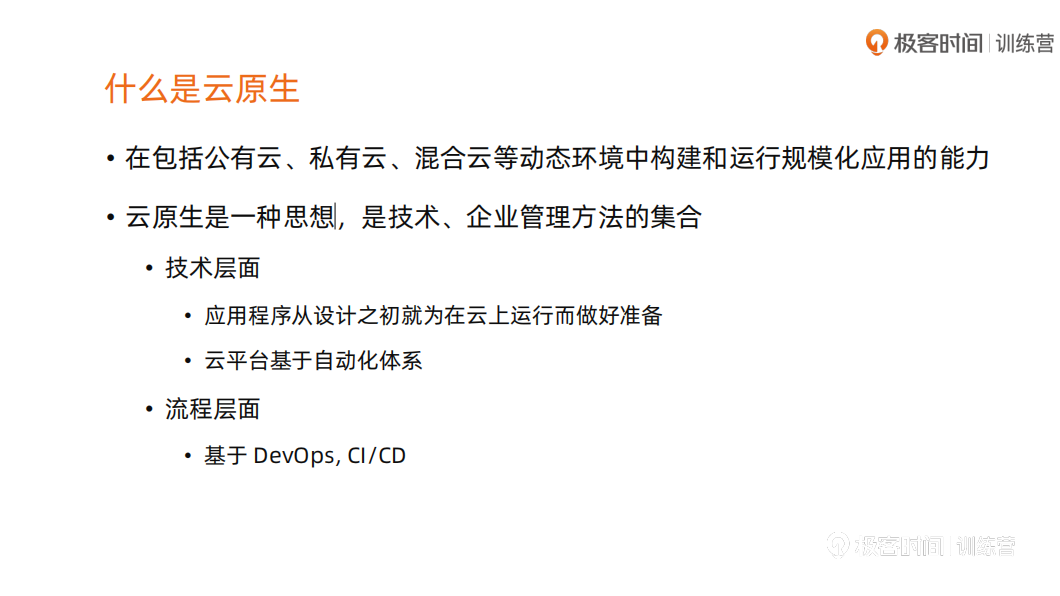 极客时间 | 训练营
什么是云原生
• 在包括公有云、私有云、混合云等动态环境中构建和运行规模化应用的能力
• 云原生是一种思想，是技术、企业管理方法的集合
• 技术层面
• 应用程序从设计之初就为在云上运行而做好准备
• 云平台基于自动化体系
• 流程层面
• 基于 DevOps, CI/CD
极客时间 | 训练营